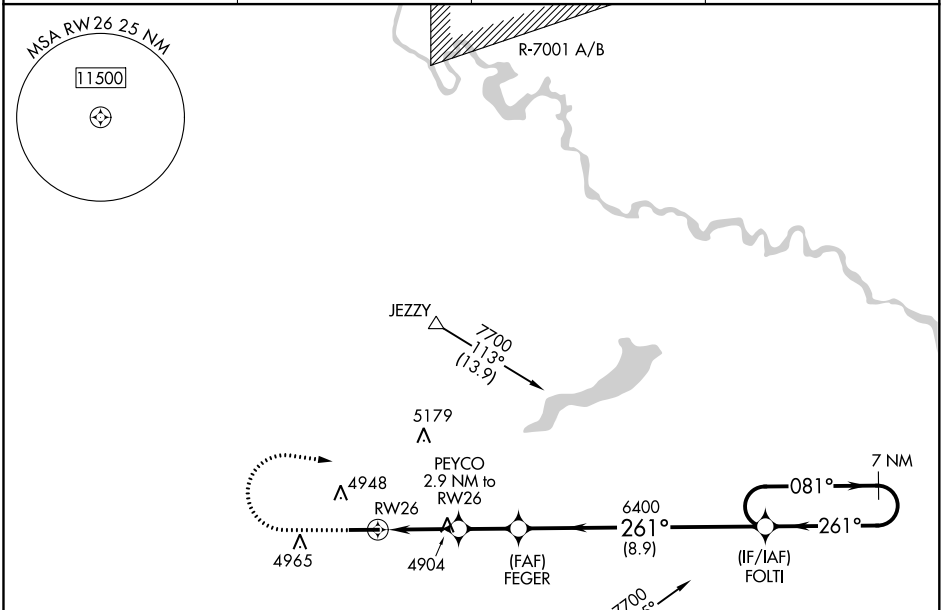 MSA RW26 25 NM
11500
R-7001 A/B
JEZZY
7700
113°
(13.9)
5179
PEYCO
2.9 NM to
RW26
4948
RW26
4965
4904
(FAF)
FEGER
6400
261°
(8.9)
081°
7 NM
261°
(IF/IAF)
FOLTI
7700